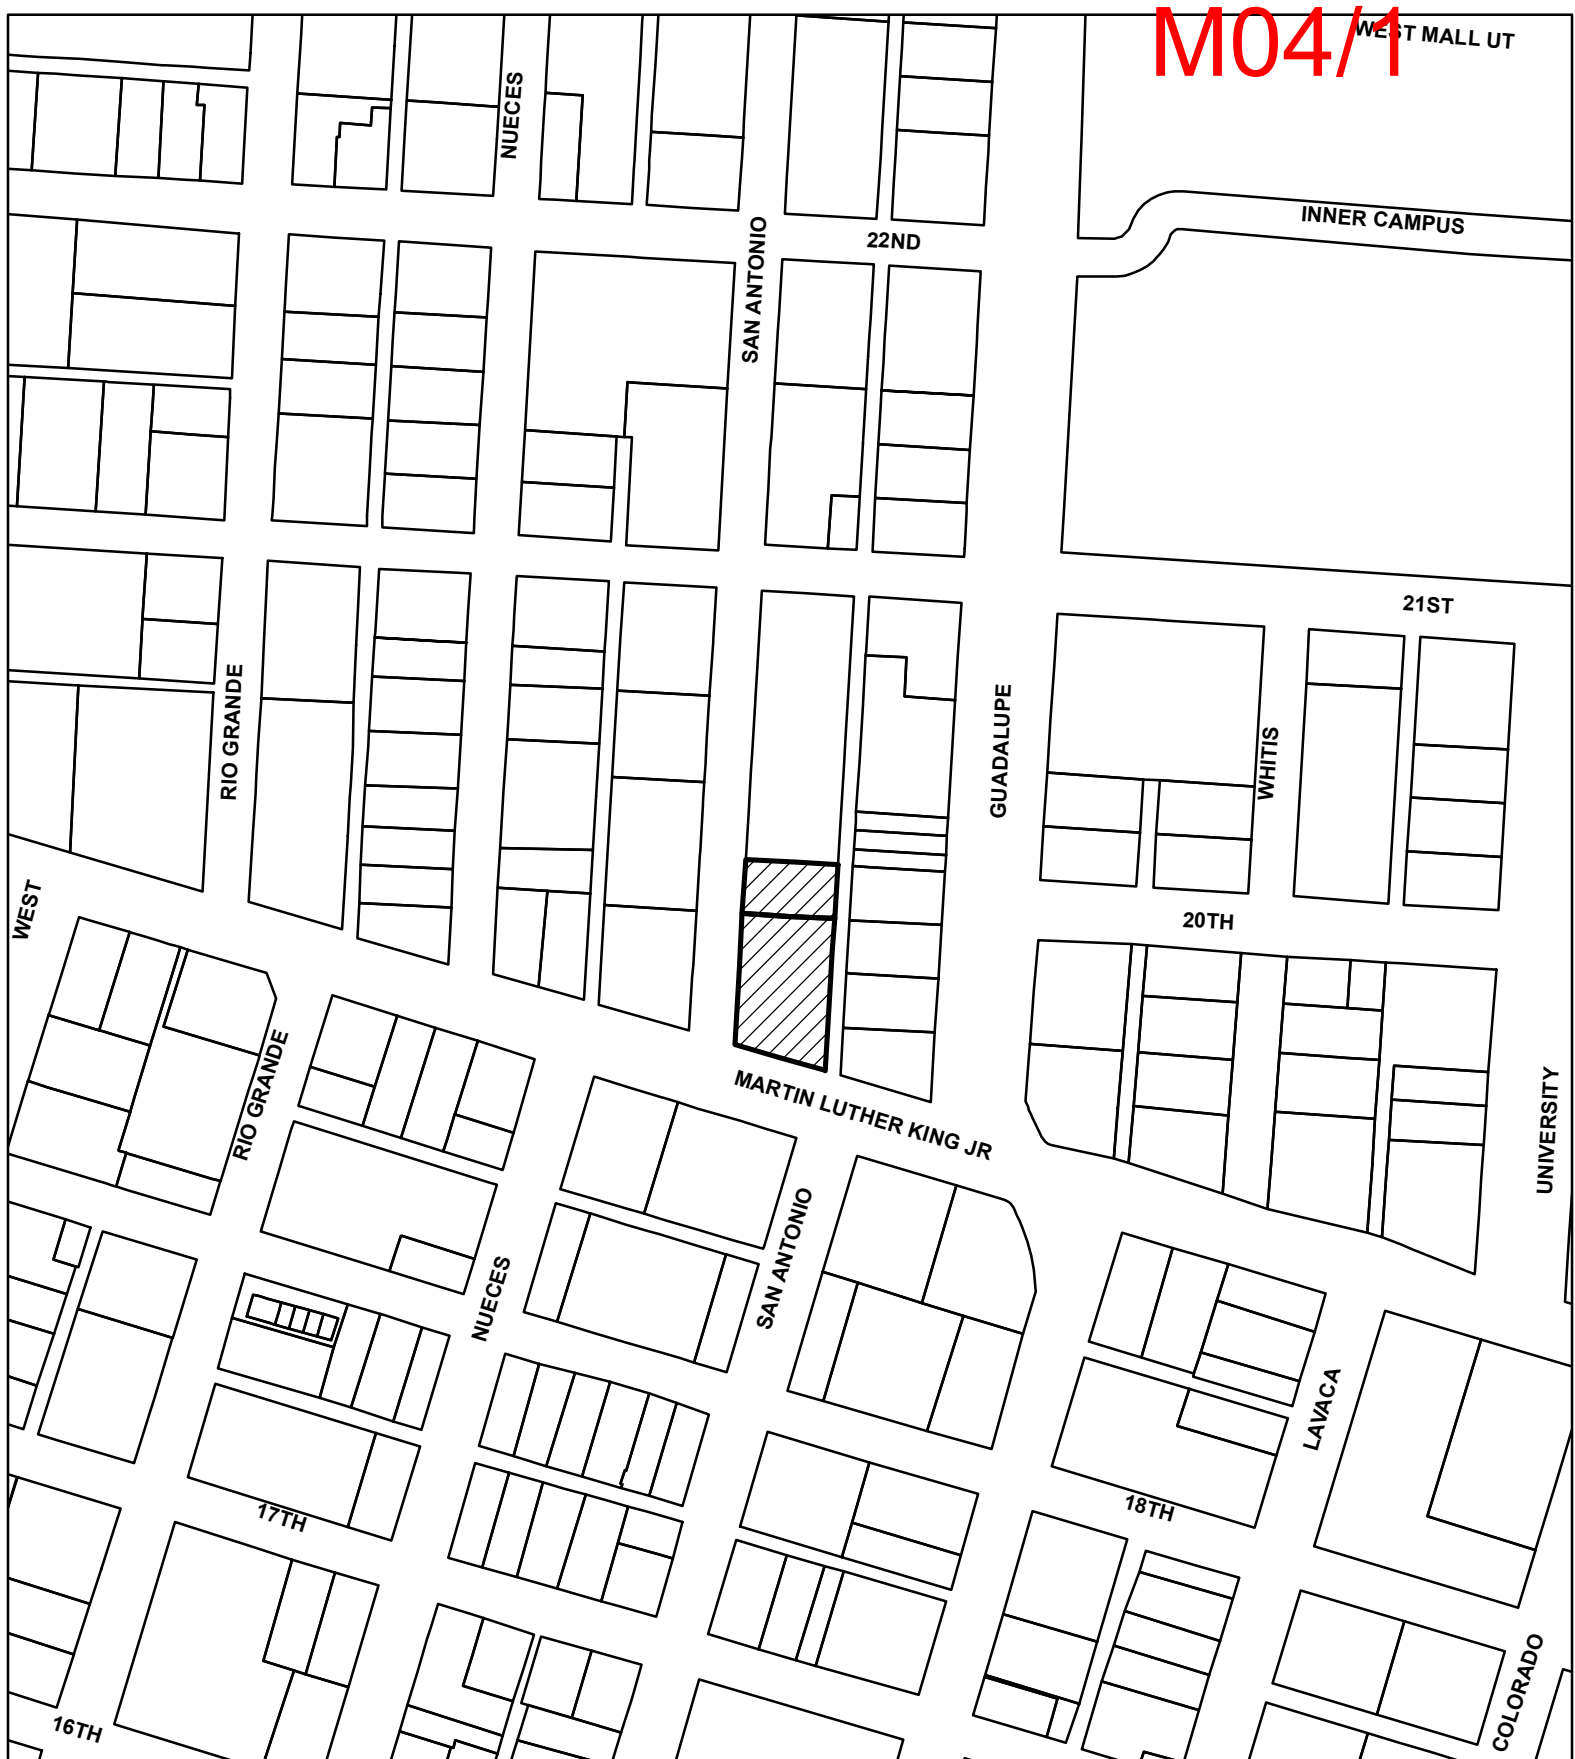 M04/1
WEST MALL UT
NUECES
INNER CAMPUS
22ND
SAN ANTONIO
21ST
RIO GRANDE
GUADALUPE
WHITIS
WEST
20TH
RIO GRANDE
MARTIN LUTHER KING JR
UNIVERSITY
SAN ANTONIO
NUECES
LAVACA
17TH
18TH
COLORADO
16TH